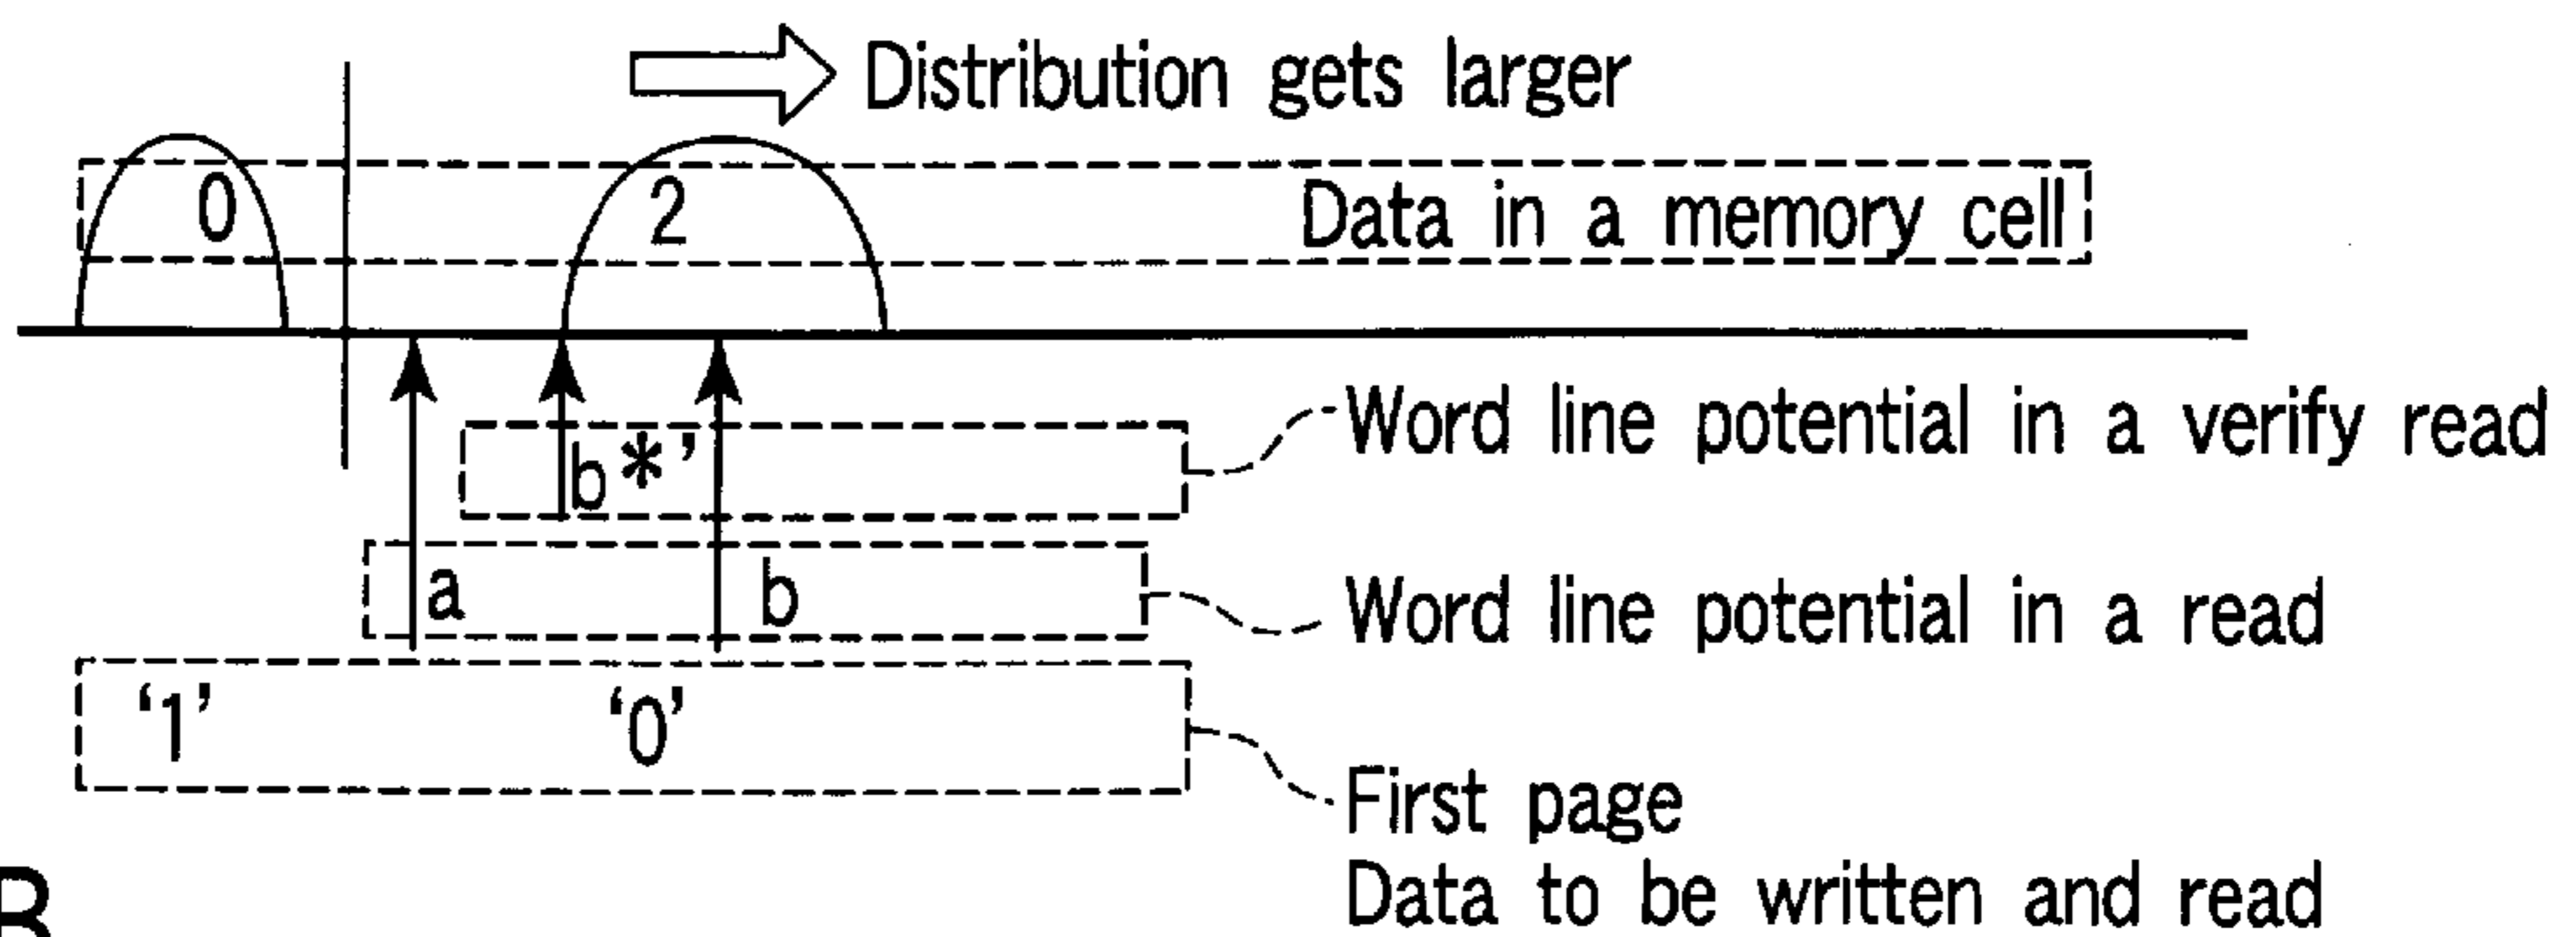 Distribution gets larger
0 2 Data in a memory cell
Word line potential in a verify read
b*’
a b Word line potential in a read
‘1’ ‘0’
First page
Data to be written and read
B